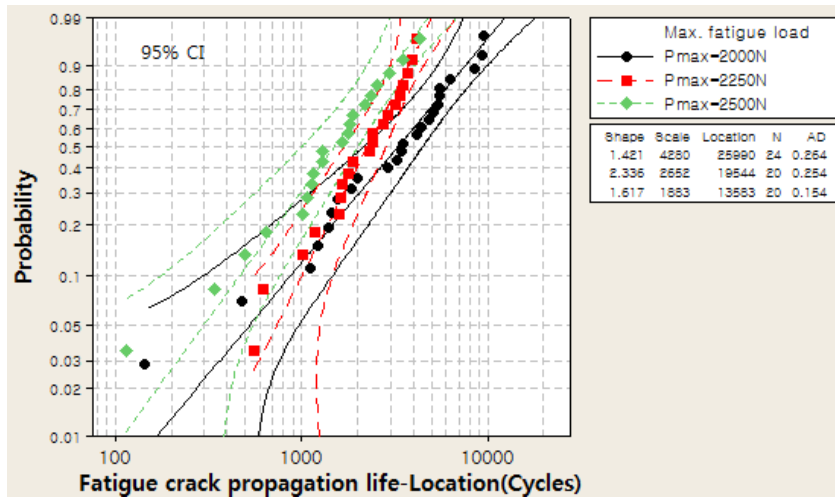 0.99
0.9
0.8
0.7
0.6
0.5
0.4
0.3
0.2
0.1
0.05
0.03
0.02
0.01
Probability
95% CI
100 1000 10000
Fatigue crack propagation life-Location(Cycles)
Max. fatigue load
Pmax=2000N
Pmax=2250N
Pmax=2500N
Shape Scale Location N AD
1.421 4280 25990 24 0.264
2.336 2652 19544 20 0.254
1.617 1883 13583 20 0.154